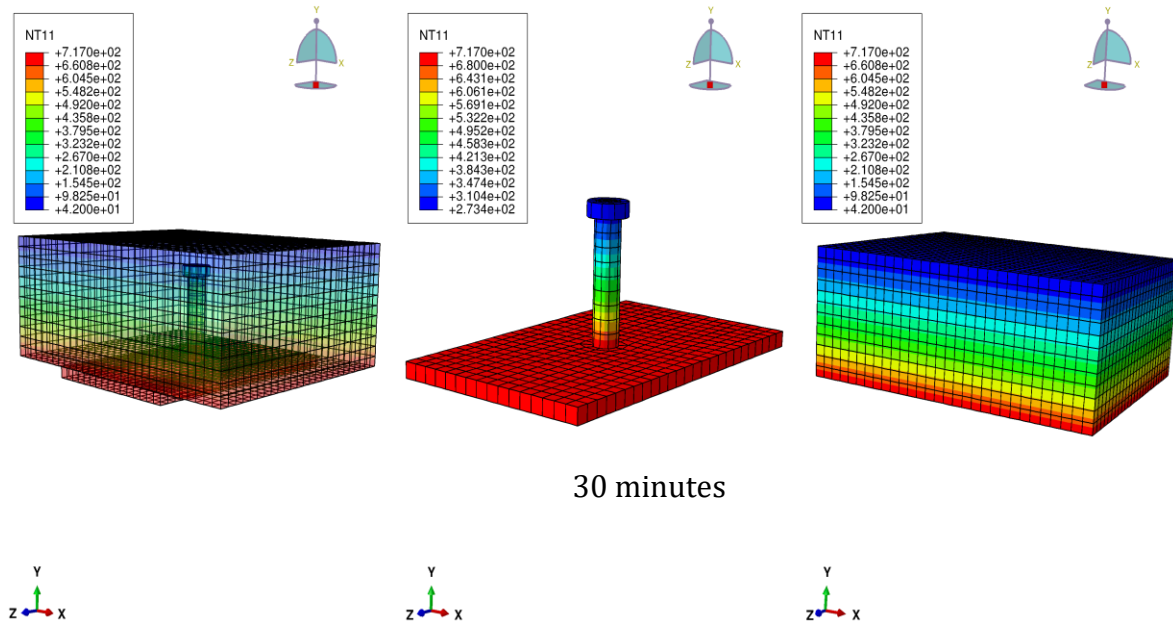 NT11
+7.170e+02
+6.608e+02
+6.045e+02
+5.482e+02
+4.920e+02
+4.358e+02
+3.795e+02
+3.232e+02
+2.670e+02
+2.108e+02
+1.545e+02
+9.825e+01
+4.200e+01
Y
Z X
NT11
+7.170e+02
+6.800e+02
+6.431e+02
+6.061e+02
+5.691e+02
+5.322e+02
+4.952e+02
+4.583e+02
+4.213e+02
+3.843e+02
+3.474e+02
+3.104e+02
+2.734e+02
Y
Z X
NT11
+7.170e+02
+6.608e+02
+6.045e+02
+5.482e+02
+4.920e+02
+4.358e+02
+3.795e+02
+3.232e+02
+2.670e+02
+2.108e+02
+1.545e+02
+9.825e+01
+4.200e+01
Y
Z X
30 minutes
Y
Z X
Y
Z X
Y
Z X